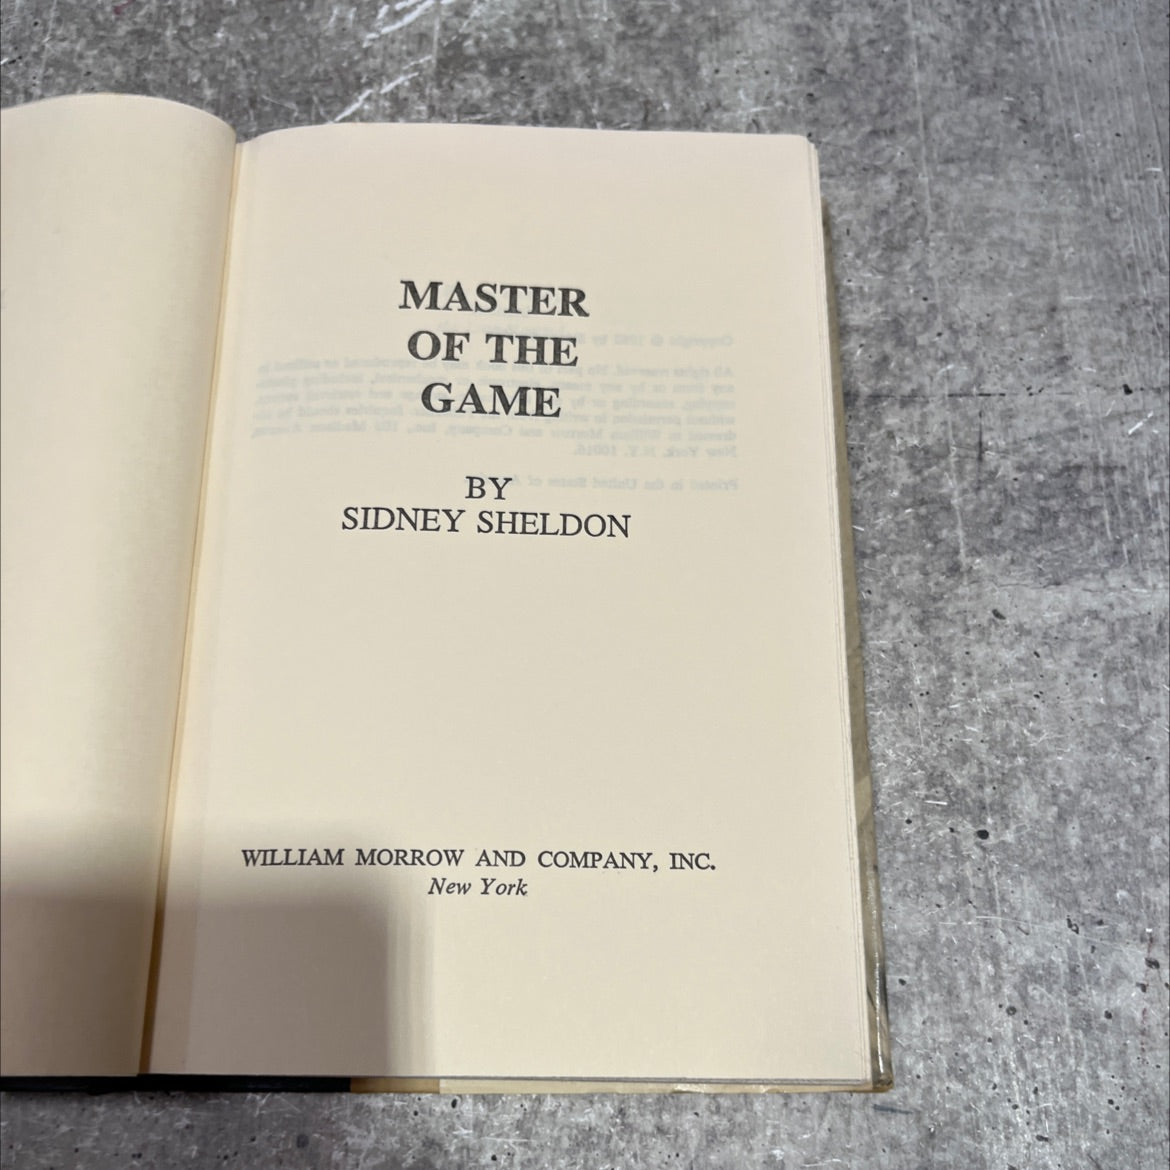 MASTER
OF THE
GAME
BY
SIDNEY SHELDON
WILLIAM MORROW AND COMPANY, INC.
New York